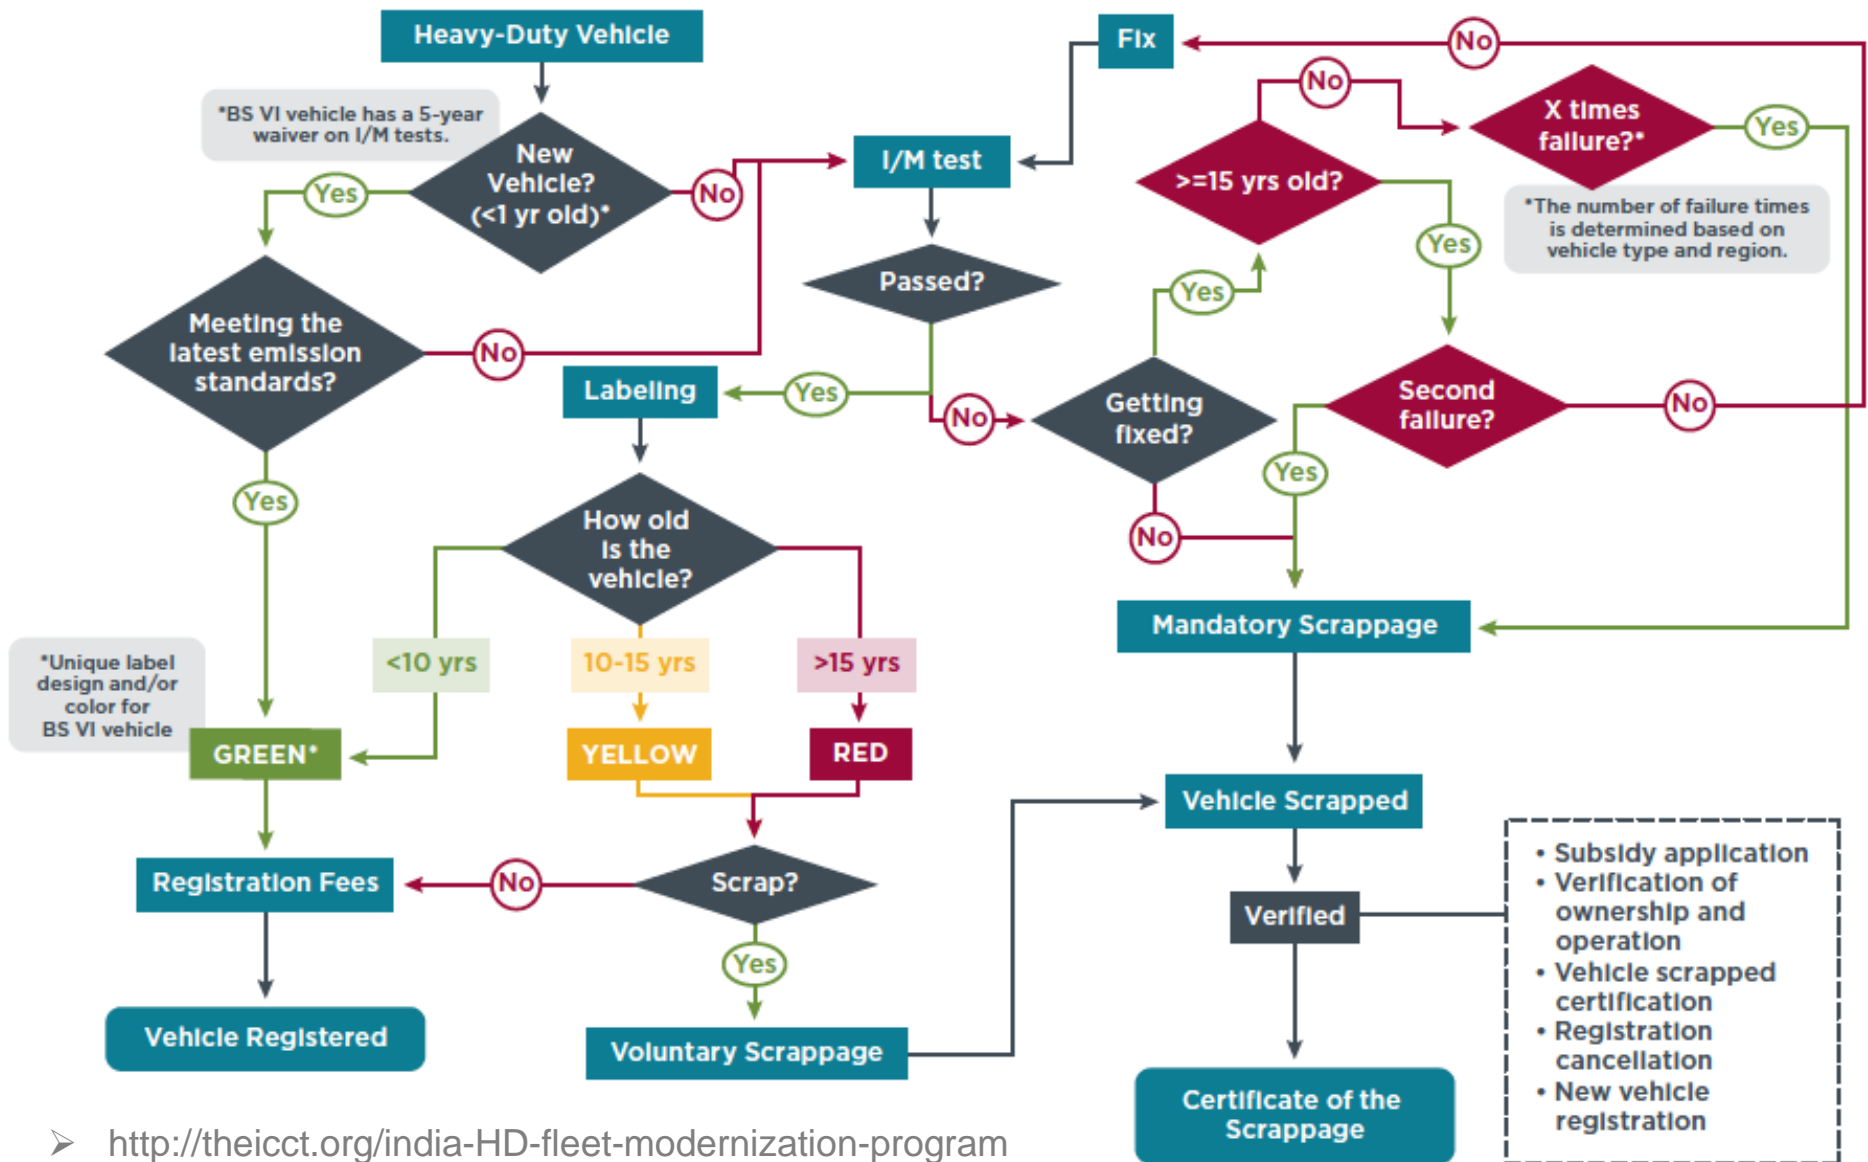 Heavy-Duty Vehicle
*BS VI vehicle has a 5-year
waiver on I/M tests.
New
Vehicle?
(<1 yr old)*
Yes
No
Meeting the
latest emission
standards?
No
Yes
I/M test
Fix
No
Passed?
Yes
No
Getting
fixed?
Yes
No
>=15 yrs old?
No
Yes
X times
failure?*
Yes
*The number of failure times
is determined based on
vehicle type and region.
Second
failure?
No
Yes
Labeling
How old
is the
vehicle?
<10 yrs
10-15 yrs
>15 yrs
*Unique label
design and/or
color for
BS VI vehicle
GREEN*
YELLOW
RED
Scrap?
No
Yes
Registration Fees
Vehicle Registered
Voluntary Scrappage
Mandatory Scrappage
Vehicle Scrapped
Verified
• Subsidy application
• Verification of
ownership and
operation
• Vehicle scrapped
certification
• Registration
cancellation
• New vehicle
registration
Certificate of the
Scrappage
➢ http://theicct.org/india-HD-fleet-modernization-program